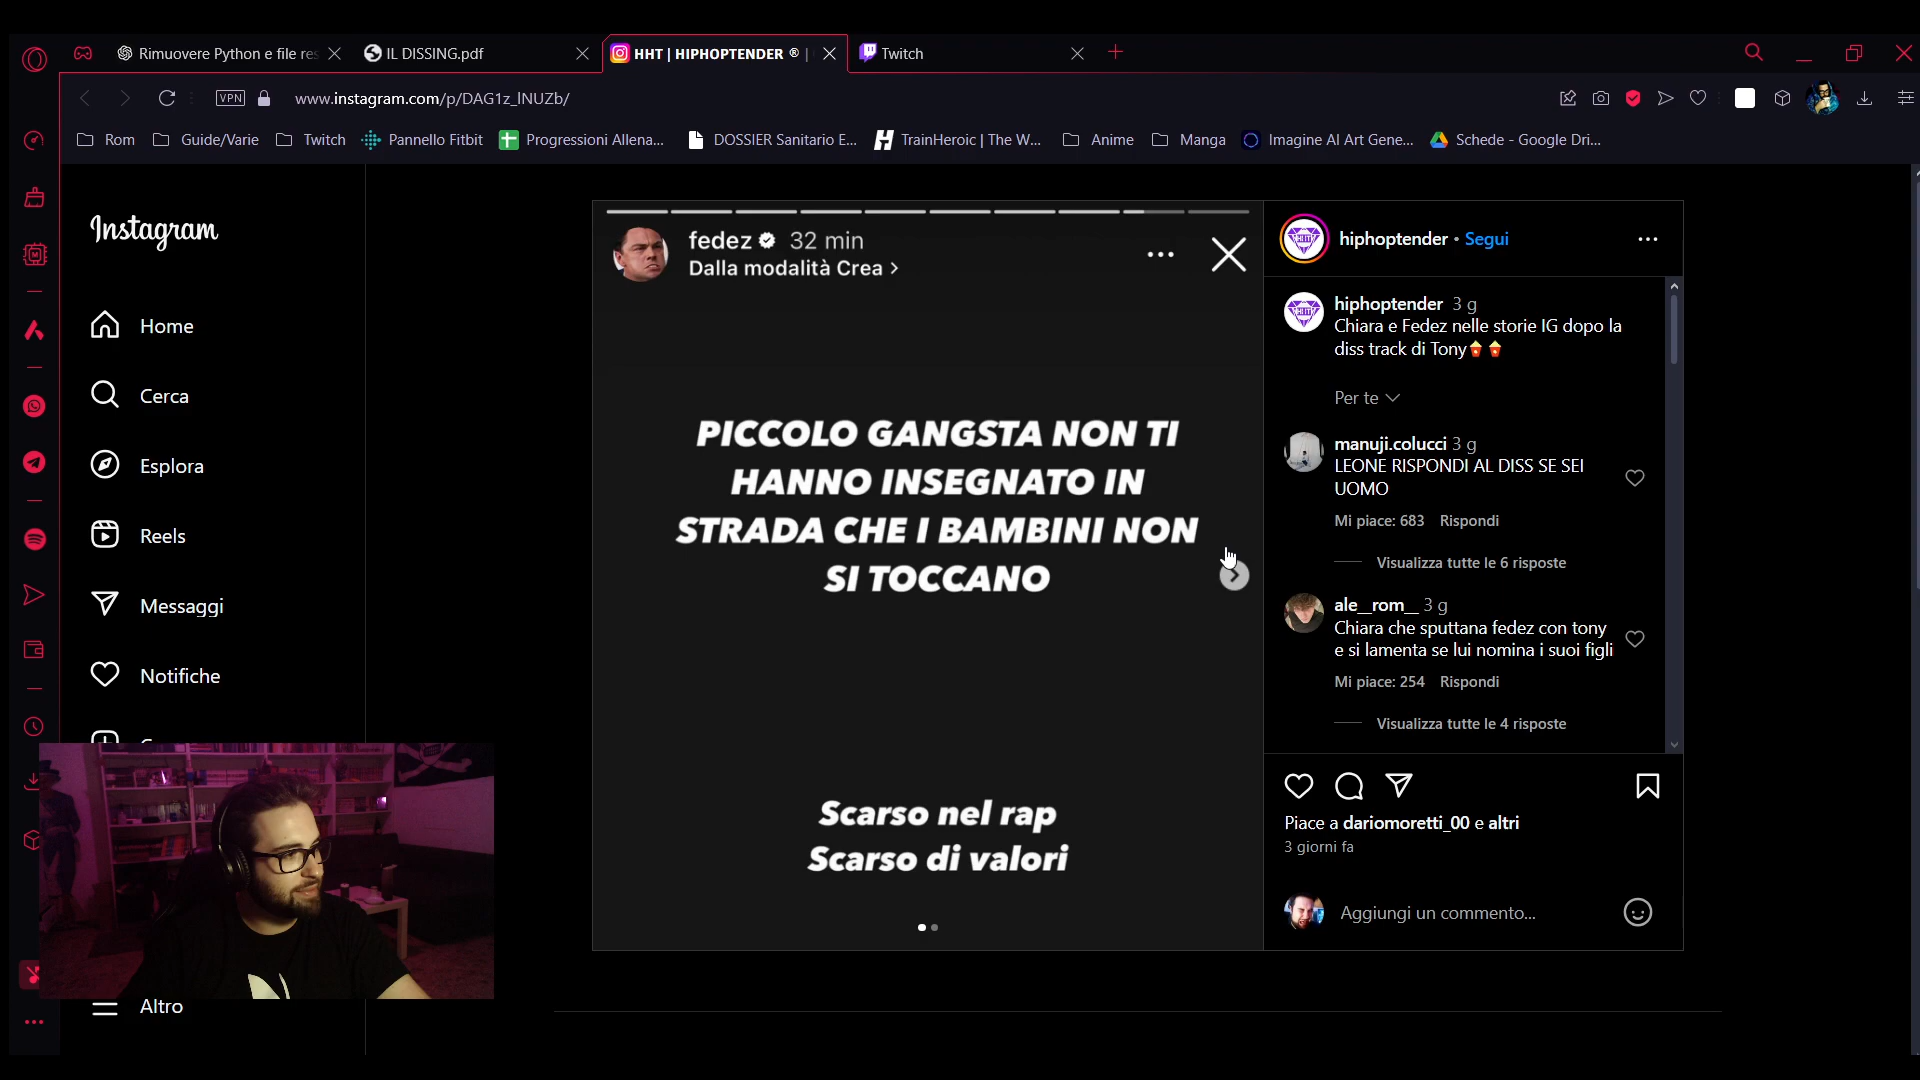 Rimuovere Python e file res
IL DISSING.pdf
HHT | HIPHOPTENDER ® |
Twitch
VPN
www.instagram.com/p/DAG1z_lNUZb/
Rom
Guide/Varie
Twitch
Pannello Fitbit
Progressioni Allena...
DOSSIER Sanitario E...
TrainHeroic | The W...
Anime
Manga
Imagine AI Art Gene...
Schede - Google Dri...
Instagram
Home
Cerca
Esplora
Reels
Messaggi
Notifiche
Altro
fedez 32 min
Dalla modalità Crea >
PICCOLO GANGSTA NON TI
HANNO INSEGNATO IN
STRADA CHE I BAMBINI NON
SI TOCCANO
Scarso nel rap
Scarso di valori
hiphoptender • Segui
hiphoptender 3 g
Chiara e Fedez nelle storie IG dopo la
diss track di Tony🍿🍿
Per te
manuji.colucci 3 g
LEONE RISPONDI AL DISS SE SEI
UOMO
Mi piace: 683 Rispondi
Visualizza tutte le 6 risposte
ale__rom__ 3 g
Chiara che sputtana fedez con tony
e si lamenta se lui nomina i suoi figli
Mi piace: 254 Rispondi
Visualizza tutte le 4 risposte
Piace a dariomoretti_00 e altri
3 giorni fa
Aggiungi un commento...